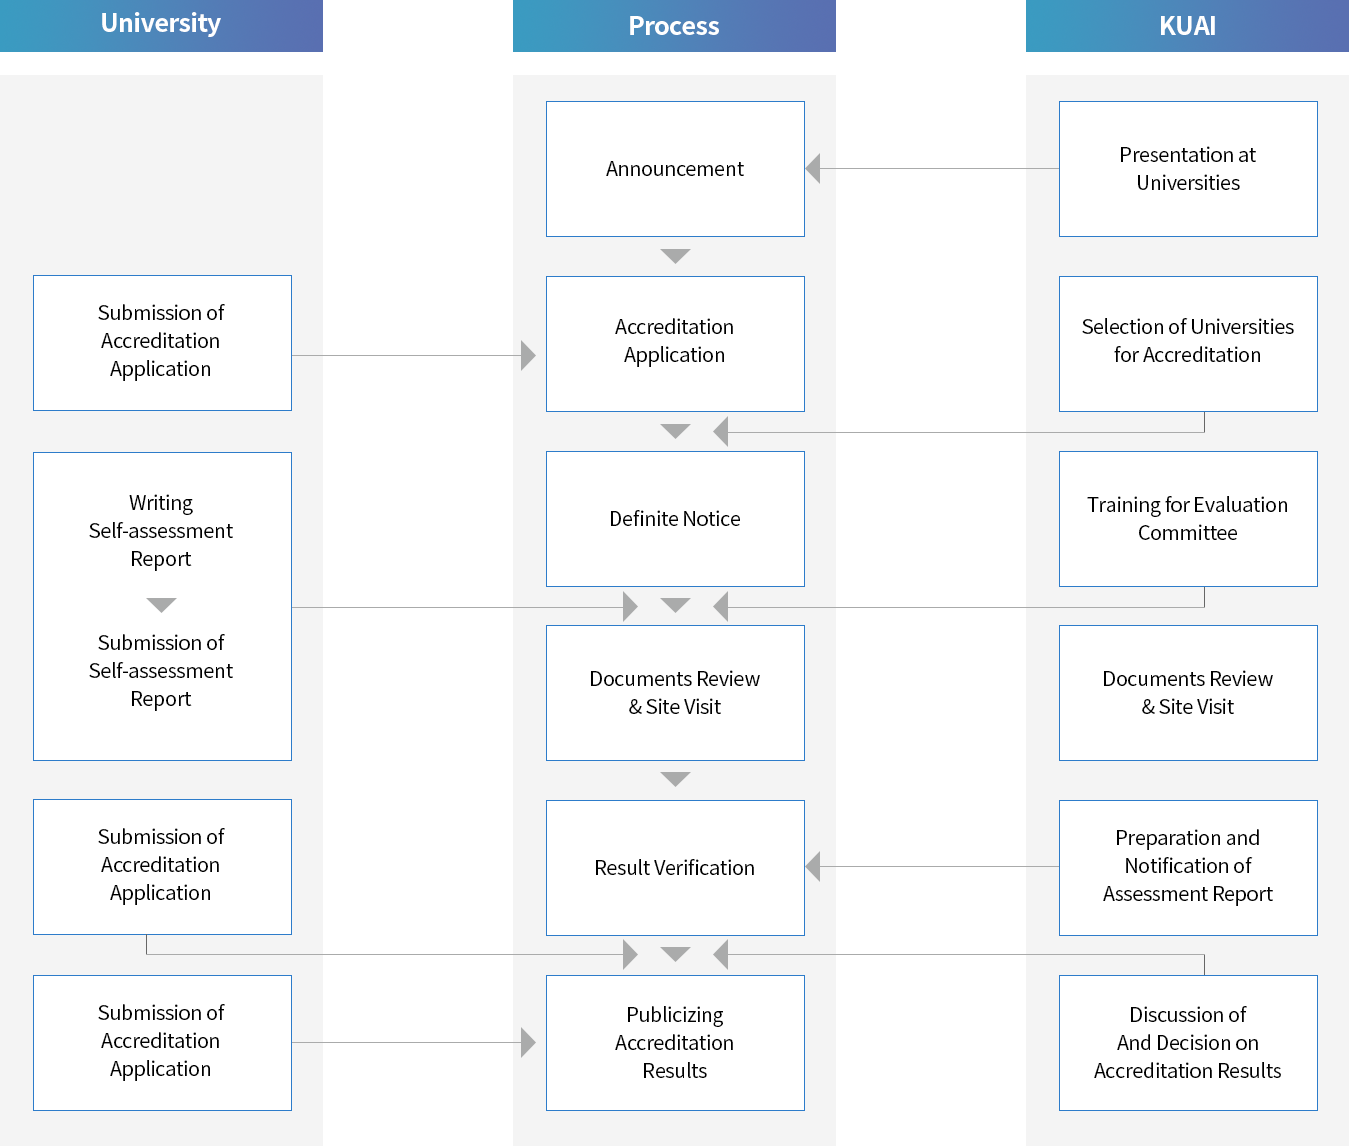 University
Process
KUAI
Announcement
Presentation at
Universities
Submission of
Accreditation
Application
Accreditation
Application
Selection of Universities
for Accreditation
Writing
Self-assessment
Report
Submission of
Self-assessment
Report
Definite Notice
Training for Evaluation
Committee
Documents Review
& Site Visit
Documents Review
& Site Visit
Submission of
Accreditation
Application
Result Verification
Preparation and
Notification of
Assessment Report
Submission of
Accreditation
Application
Publicizing
Accreditation
Results
Discussion of
And Decision on
Accreditation Results